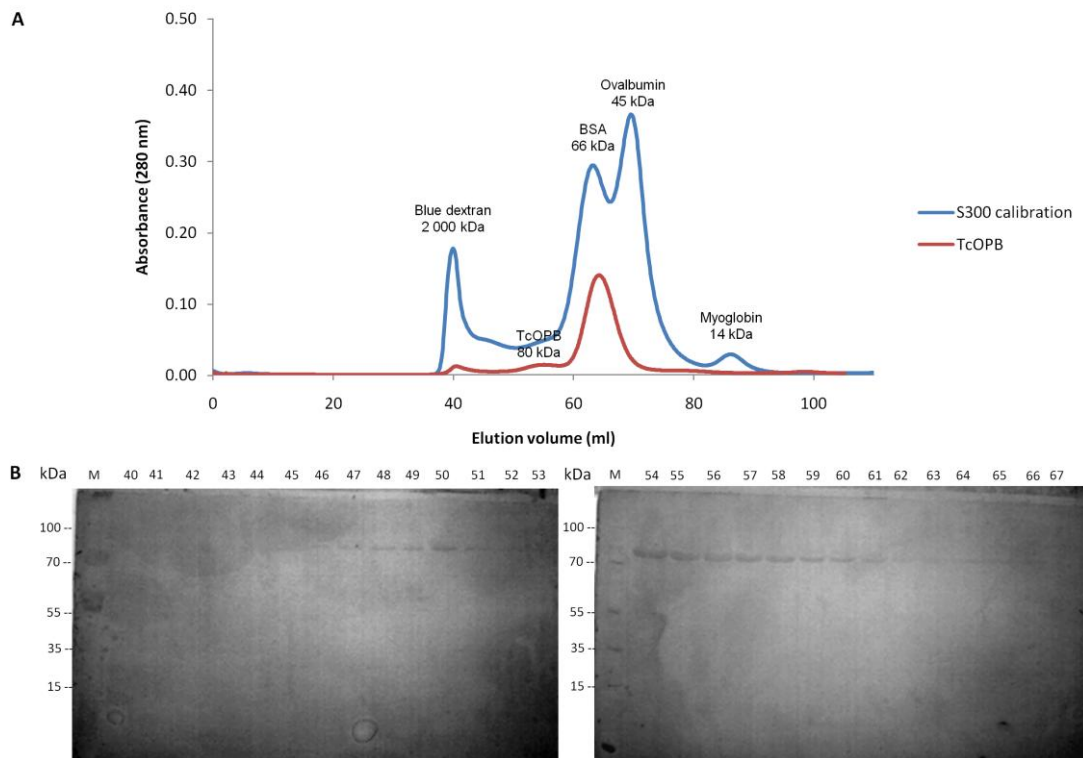 A
0.50
0.40
0.30
0.20
0.10
0.00
Absorbance (280 nm)
Blue dextran
2 000 kDa
BSA
66 kDa
Ovalbumin
45 kDa
TcOPB
80 kDa
Myoglobin
14 kDa
0 20 40 60 80 100
Elution volume (ml)
S300 calibration
TcOPB
B kDa M 40 41 42 43 44 45 46 47 48 49 50 51 52 53
100 --
70 --
55 --
35 --
15 --
kDa M 54 55 56 57 58 59 60 61 62 63 64 65 66 67
100 --
70 --
55 --
35 --
15 --